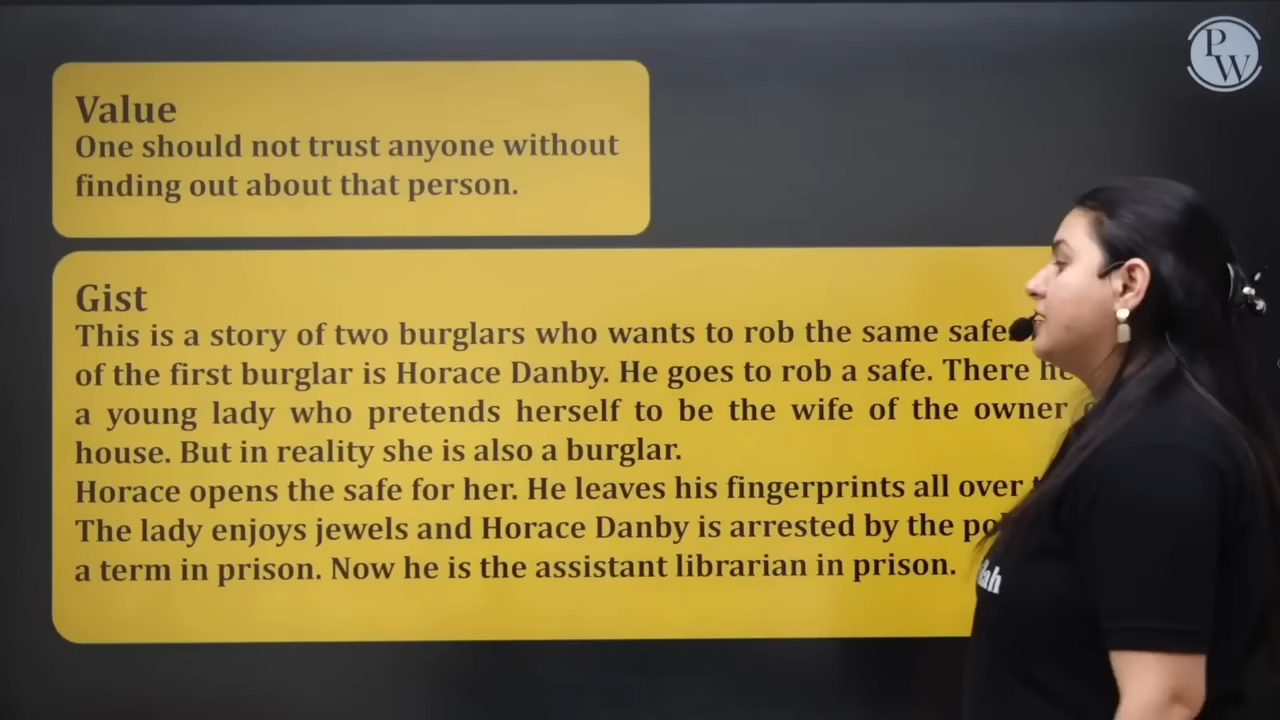 PW
Value
One should not trust anyone without
finding out about that person.
Gist
This is a story of two burglars who wants to rob the same safe.
of the first burglar is Horace Danby. He goes to rob a safe. There he
a young lady who pretends herself to be the wife of the owner
house. But in reality she is also a burglar.
Horace opens the safe for her. He leaves his fingerprints all over
The lady enjoys jewels and Horace Danby is arrested by the
a term in prison. Now he is the assistant librarian in prison.